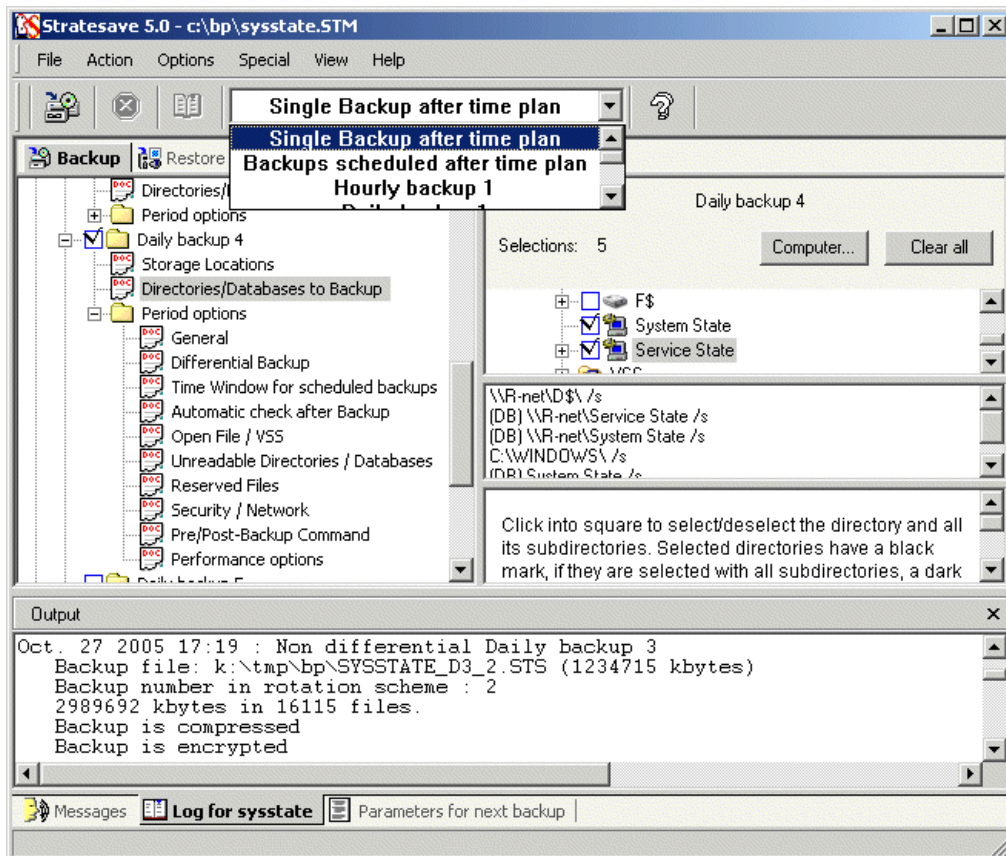 Stratesave 5.0 - c:\bp\sysstate.STM
File Action Options Special View Help
Single Backup after time plan
Single Backup after time plan
Backups scheduled after time plan
Hourly backup 1
Backup Restore
Directories/
Period options
Daily backup 4
Storage Locations
Directories/Databases to Backup
Period options
General
Differential Backup
Time Window for scheduled backups
Automatic check after Backup
Open File / VSS
Unreadable Directories / Databases
Reserved Files
Security / Network
Pre/Post-Backup Command
Performance options
Daily backup 4
Selections: 5 Computer... Clear all
F$
System State
Service State
VSS
\\R-net\D$\ /s
(DB) \\R-net\Service State /s
(DB) \\R-net\System State /s
C:\WINDOWS\ /s
(DB) System State /s
Click into square to select/deselect the directory and all
its subdirectories. Selected directories have a black
mark, if they are selected with all subdirectories, a dark
Output
Oct. 27 2005 17:19 : Non differential Daily backup 3
Backup file: k:\tmp\bp\SYSSTATE_D3_2.STS (1234715 kbytes)
Backup number in rotation scheme : 2
2989692 kbytes in 16115 files.
Backup is compressed
Backup is encrypted
Messages Log for sysstate Parameters for next backup